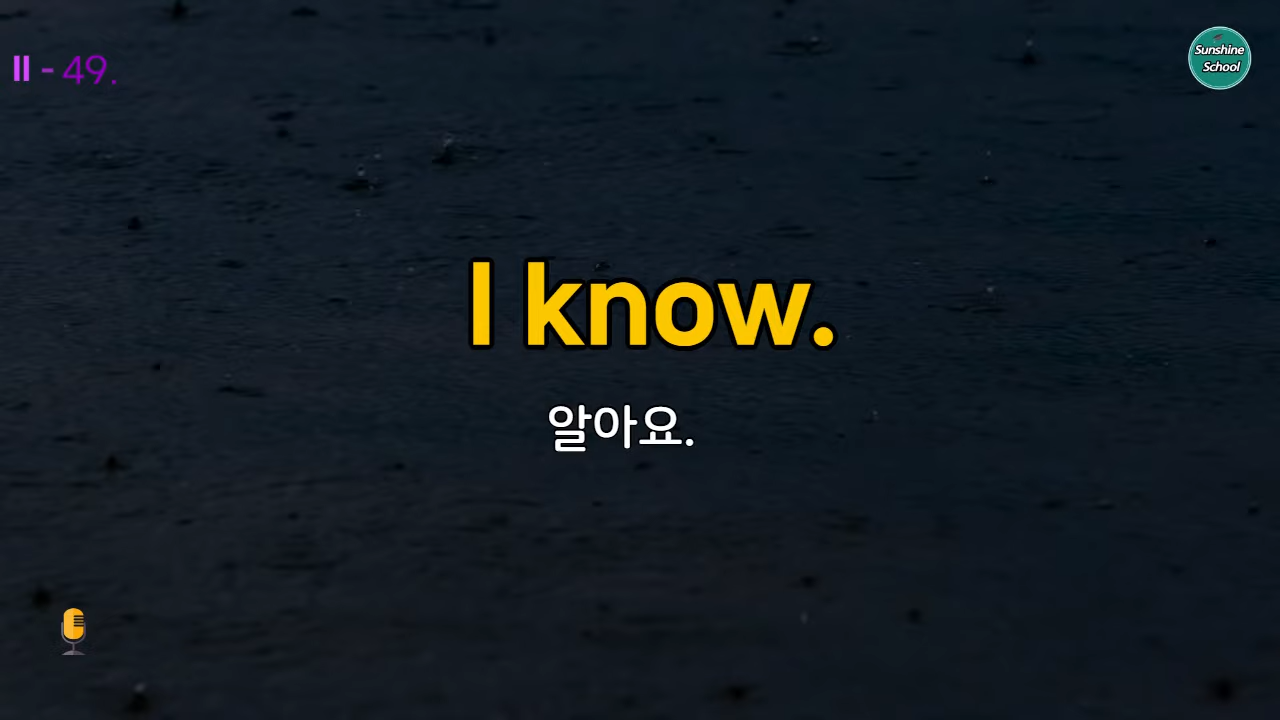 II - 49.
Sunshine
School
I know.
알아요.